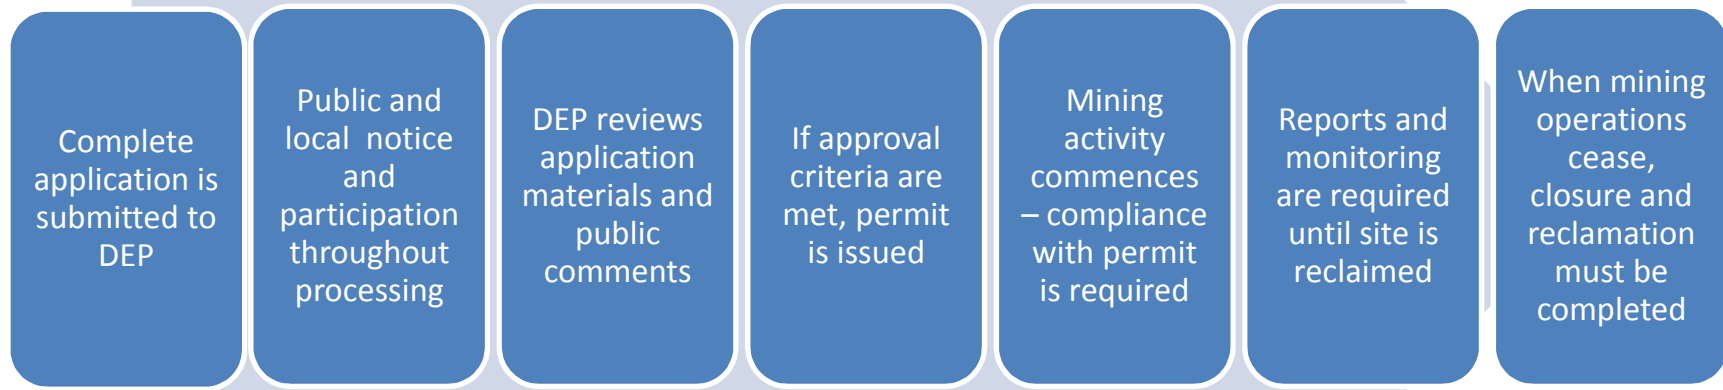 Complete
application is
submitted to
DEP
Public and
local notice
and
participation
throughout
processing
DEP reviews
application
materials and
public
comments
If approval
criteria are
met, permit
is issued
Mining
activity
commences
– compliance
with permit
is required
Reports and
monitoring
are required
until site is
reclaimed
When mining
operations
cease,
closure and
reclamation
must be
completed